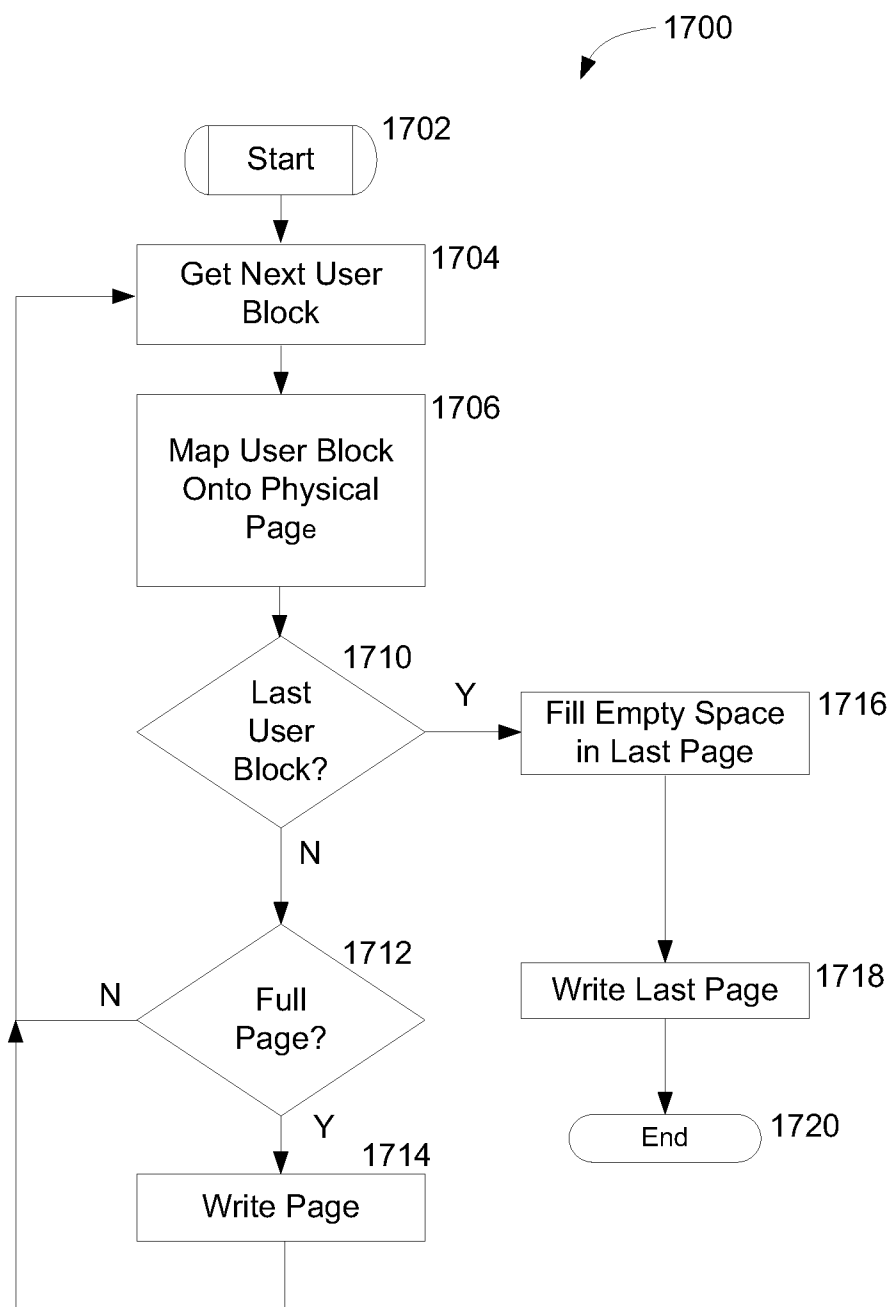 1700
1702
Start
1704
Get Next User
Block
1706
Map User Block
Onto Physical
Page
1710
Last
User
Block?
Y
1716
Fill Empty Space
in Last Page
N
1712
Full
Page?
N
1718
Write Last Page
Y
1714
Write Page
1720
End